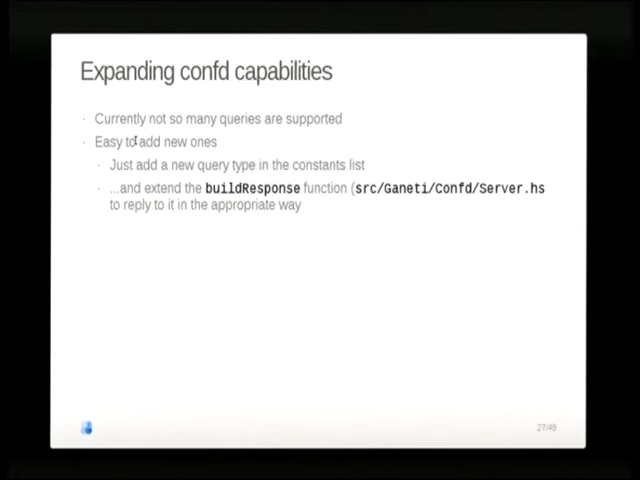 Expanding confd capabilities
Currently not so many queries are supported
Easy to add new ones
Just add a new query type in the constants list
...and extend the buildResponse function (src/Ganeti/Confd/Server.hs
to reply to it in the appropriate way
27/49